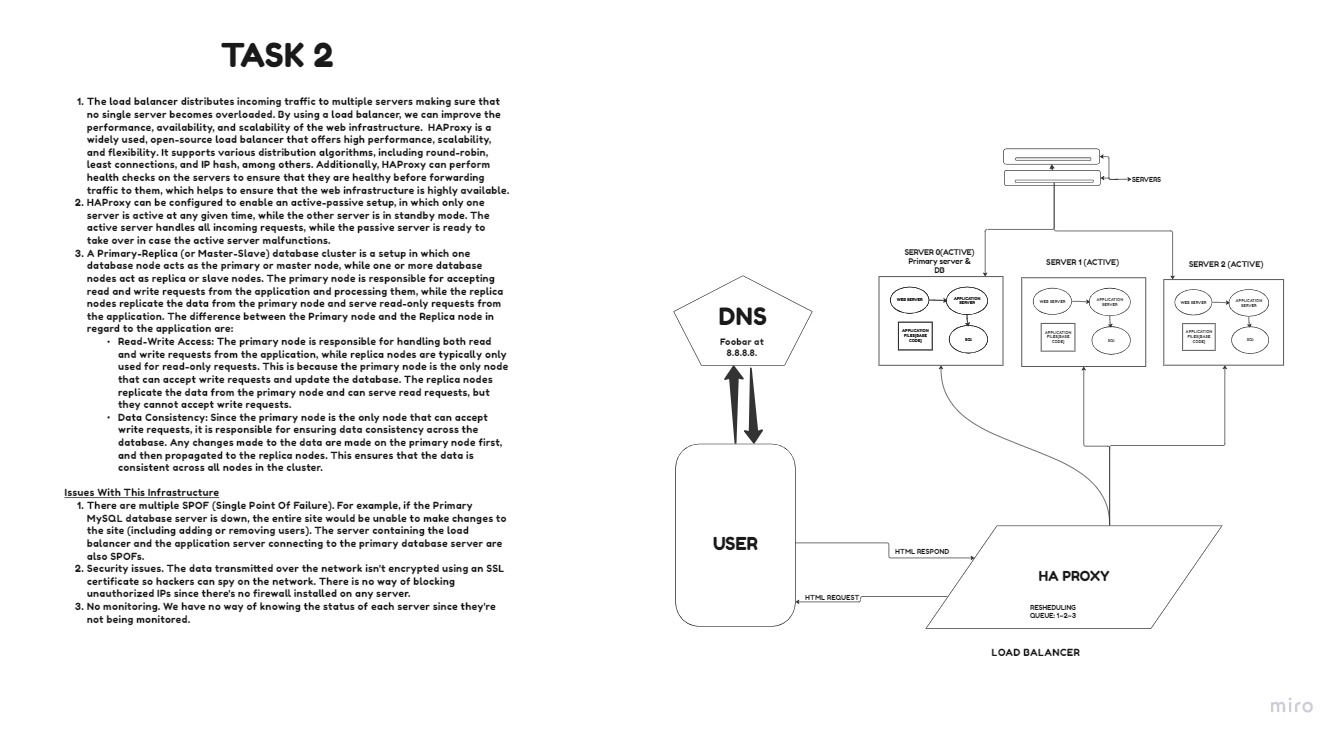 TASK 2
1. The load balancer distributes incoming traffic to multiple servers making sure that
no single server becomes overloaded. By using a load balancer, we can improve the
performance, availability, and scalability of the web infrastructure. HAProxy is a
widely used, open-source load balancer that offers high performance, scalability,
and flexibility. It supports various distribution algorithms, including round-robin,
least connections, and IP hash, among others. Additionally, HAProxy can perform
health checks on the servers to ensure that they are healthy before forwarding
traffic to them, which helps to ensure that the web infrastructure is highly available.
2. HAProxy can be configured to enable an active-passive setup, in which only one
server is active at any given time, while the other server is in standby mode. The
active server handles all incoming requests, while the passive server is ready to
take over in case the active server malfunctions.
3. A Primary-Replica (or Master-Slave) database cluster is a setup in which one
database node acts as the primary or master node, while one or more database
nodes act as replica or slave nodes. The primary node is responsible for accepting
read and write requests from the application and processing them, while the replica
nodes replicate the data from the primary node and serve read-only requests from
the application. The difference between the Primary node and the Replica node in
regard to the application are:
• Read-Write Access: The primary node is responsible for handling both read
and write requests from the application, while replica nodes are typically only
used for read-only requests. This is because the primary node is the only node
that can accept write requests and update the database. The replica nodes
replicate the data from the primary node and can serve read requests, but
they cannot accept write requests.
• Data Consistency: Since the primary node is the only node that can accept
write requests, it is responsible for ensuring data consistency across the
database. Any changes made to the data are made on the primary node first,
and then propagated to the replica nodes. This ensures that the data is
consistent across all nodes in the cluster.
Issues With This Infrastructure
1. There are multiple SPOF (Single Point Of Failure). For example, if the Primary
MySQL database server is down, the entire site would be unable to make changes to
the site (including adding or removing users). The server containing the load
balancer and the application server connecting to the primary database server are
also SPOFs.
2. Security issues. The data transmitted over the network isn't encrypted using an SSL
certificate so hackers can spy on the network. There is no way of blocking
unauthorized IPs since there's no firewall installed on any server.
3. No monitoring. We have no way of knowing the status of each server since they're
not being monitored.
SERVERS
SERVER 0(ACTIVE)
Primary server &
DB
WEB SERVER
APPLICATION
SERVER
APPLICATION
FILES[BASE
CODE]
SQL
SERVER 1 (ACTIVE)
WEB SERVER
APPLICATION
SERVER
APPLICATION
FILES[BASE
CODE]
SQL
SERVER 2 (ACTIVE)
WEB SERVER
APPLICATION
SERVER
APPLICATION
FILES[BASE
CODE]
SQL
DNS
Foobar at
8.8.8.8.
USER
HTML RESPOND
HTML REQUEST
HA PROXY
RESHEDULING
QUEUE: 1-2-3
LOAD BALANCER
miro